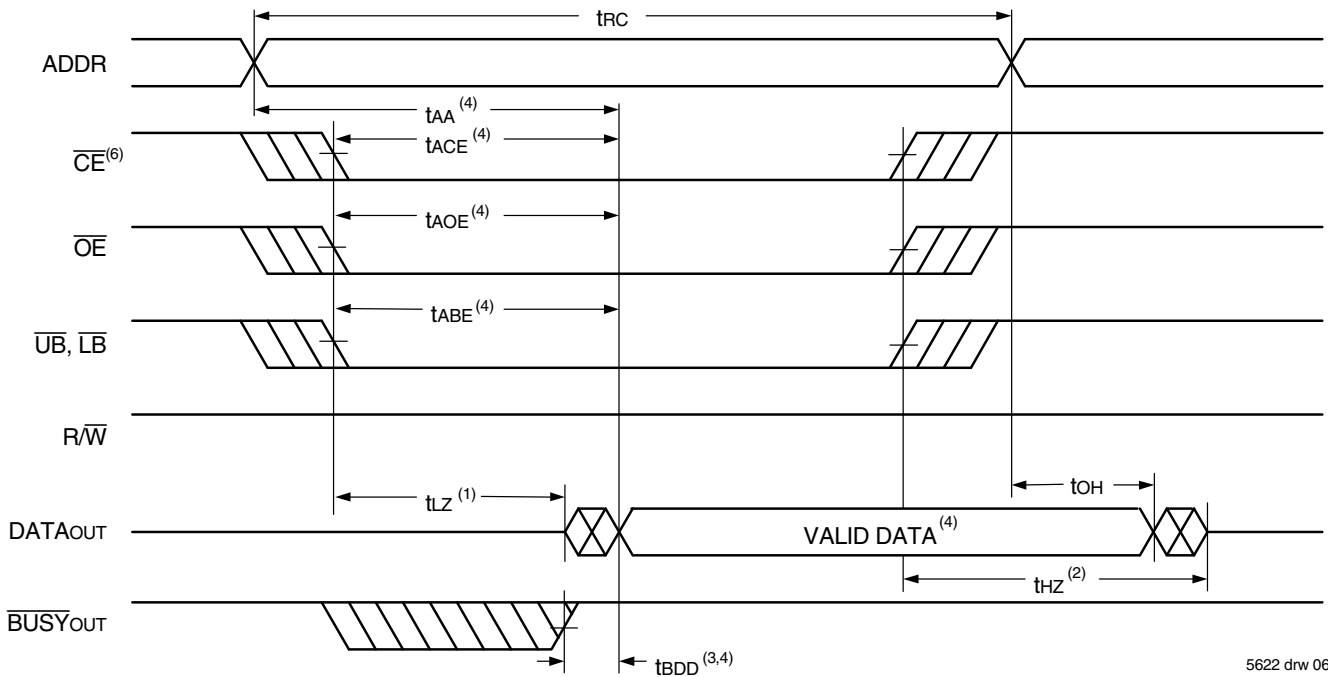 tRC
ADDR
tAA (4)
tACE (4)
CE(6)
tAOE (4)
OE
tABE (4)
UB, LB
R/W
tLZ (1)
tOH
DATAOUT
VALID DATA(4)
tHZ (2)
BUSYOUT
tBDD (3,4)
5622 drw 06